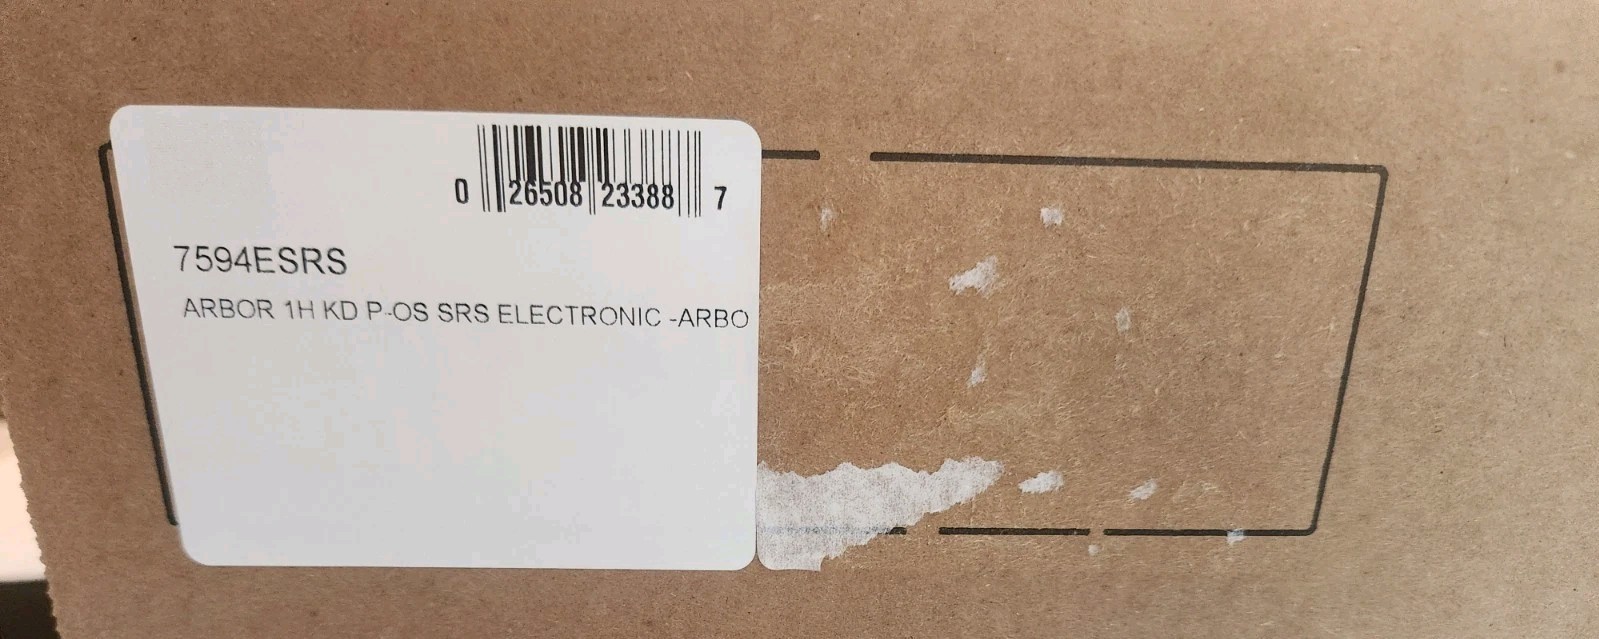 0 26508 23388 7
7594ESRS
ARBOR 1H KD P-OS SRS ELECTRONIC -ARBO